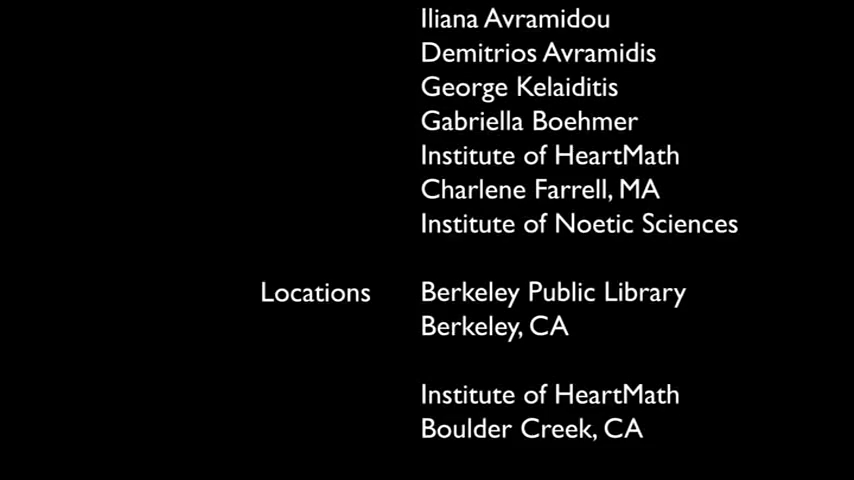 Iliana Avramidou
Demitrios Avramidis
George Kelaiditis
Gabriella Boehmer
Institute of HeartMath
Charlene Farrell, MA
Institute of Noetic Sciences
Locations Berkeley Public Library
Berkeley, CA
Institute of HeartMath
Boulder Creek, CA